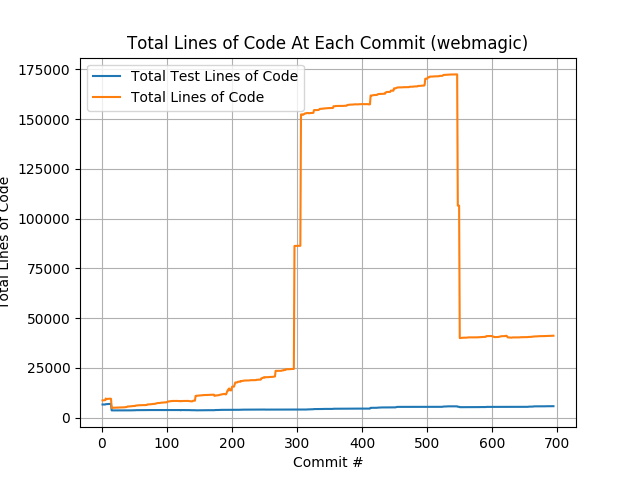 Total Lines of Code At Each Commit (webmagic)
Total Test Lines of Code
Total Lines of Code
175000
150000
125000
100000
75000
50000
25000
0
Total Lines of Code
0 100 200 300 400 500 600 700
Commit #